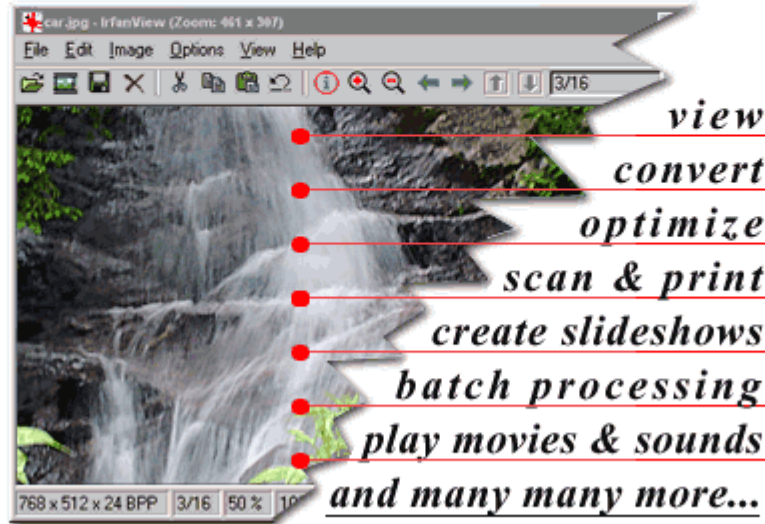 car.jpg - IrfanView (Zoom: 461 x 307)
File Edit Image Options View Help
3/16
view
convert
optimize
scan & print
create slideshows
batch processing
play movies & sounds
and many many more...
768 x 512 x 24 BPP 3/16 50 %